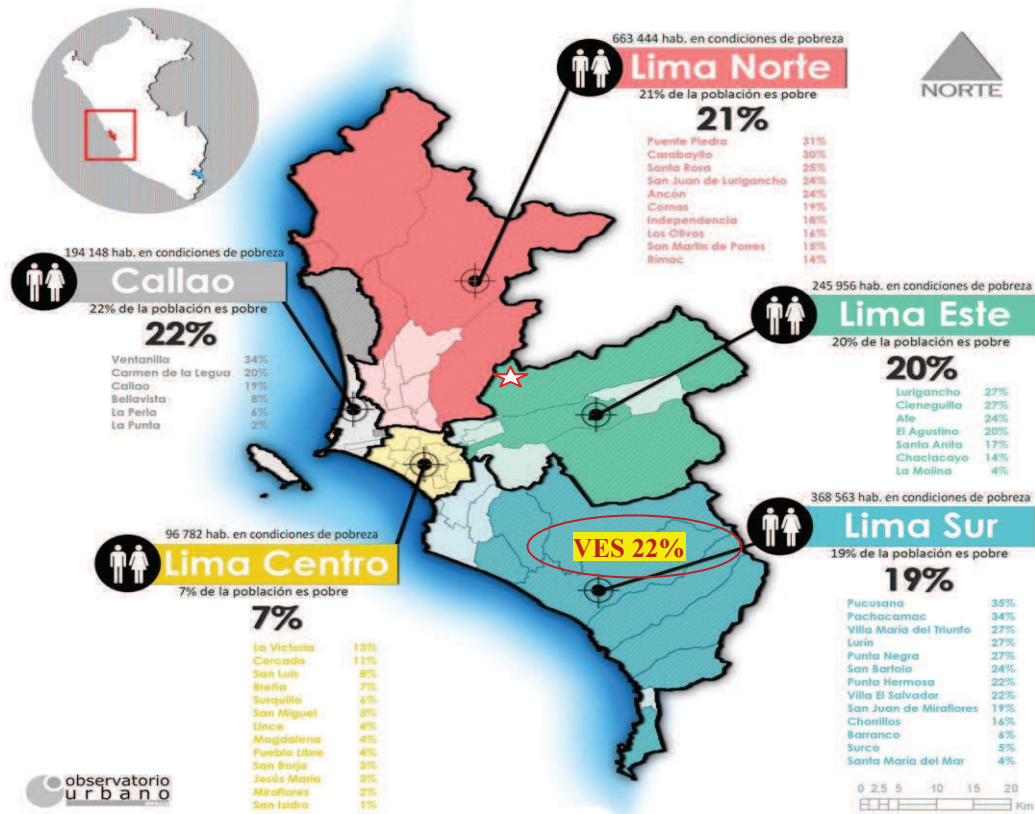 663 444 hab. en condiciones de pobreza
Lima Norte
21% de la población es pobre
21%
Puente Piedra 31%
Carabayllo 30%
Santa Rosa 25%
San Juan de Lurigancho 24%
Ancón 24%
Comas 19%
Independencia 18%
Los Olivos 16%
San Martín de Porres 15%
Rímac 14%
NORTE
194 148 hab. en condiciones de pobreza
Callao
22% de la población es pobre
22%
Ventanilla 34%
Carmen de la Legua 20%
Callao 19%
Bellavista 8%
La Perla 6%
La Punta 2%
245 956 hab. en condiciones de pobreza
Lima Este
20% de la población es pobre
20%
Lurigancho 27%
Cieneguilla 27%
Ate 24%
El Agustino 20%
Santa Anita 17%
Chaclacayo 14%
La Molina 4%
96 782 hab. en condiciones de pobreza
Lima Centro
7% de la población es pobre
7%
La Victoria 13%
Cercado 11%
San Luis 8%
Breña 7%
Surquillo 6%
San Miguel 5%
Lince 4%
Magdalena 4%
Pueblo Libre 4%
San Borja 3%
Jesús María 3%
Miraflores 2%
San Isidro 1%
VES 22%
368 563 hab. en condiciones de pobreza
Lima Sur
19% de la población es pobre
19%
Pucusana 35%
Pachacamac 34%
Villa María del Triunfo 27%
Lurín 27%
Punta Negra 27%
San Bartolo 24%
Punta Hermosa 22%
Villa El Salvador 22%
San Juan de Miraflores 19%
Chorrillos 16%
Barranco 6%
Surco 5%
Santa María del Mar 4%
observatorio
urbano
desco
0 2,5 5 10 15 20
Km